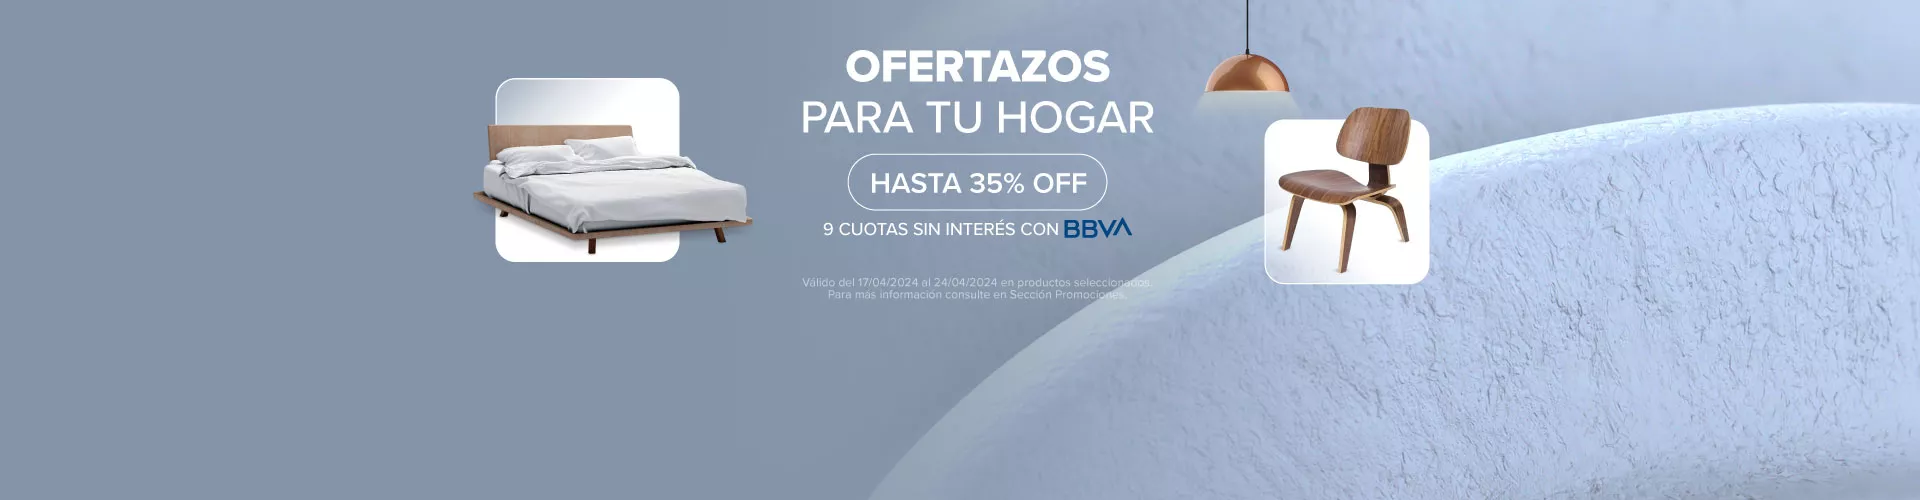 OFERTAZOS
PARA TU HOGAR
HASTA 35% OFF
9 CUOTAS SIN INTERÉS CON BBVA
Válido del 17/04/2024 al 24/04/2024 en productos seleccionados.
Para más información consulte en Sección Promociones.